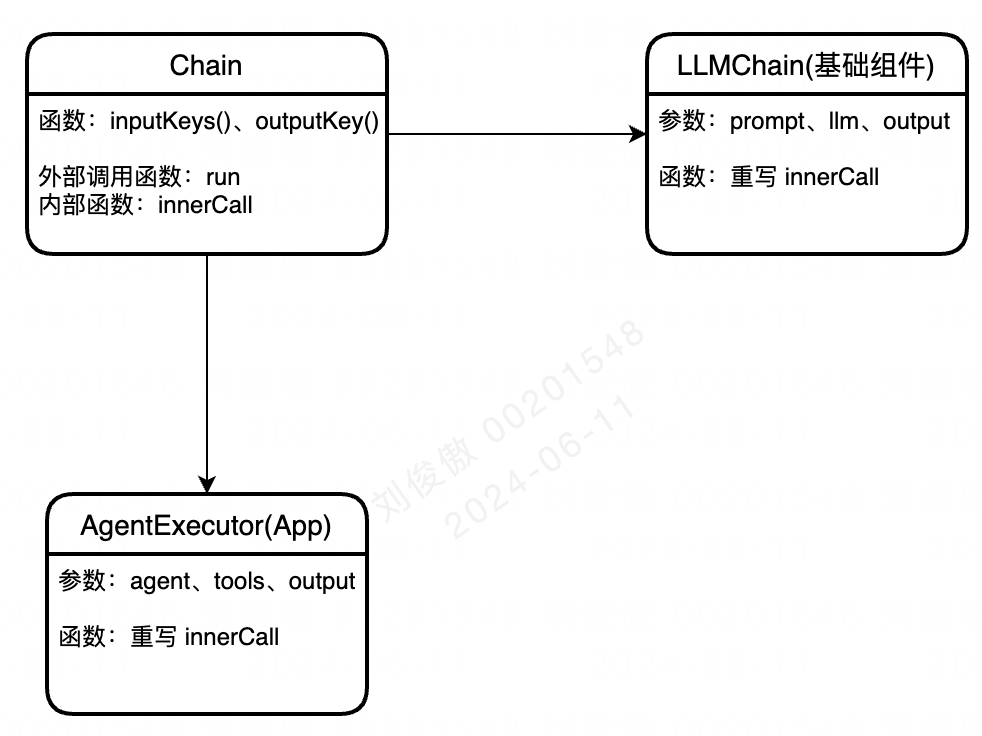 Chain
函数：inputKeys()、outputKey()
外部调用函数：run
内部函数：innerCall
LLMChain(基础组件)
参数：prompt、llm、output
函数：重写 innerCall
刘俊傲 00201548
2024-06-11
AgentExecutor(App)
参数：agent、tools、output
函数：重写 innerCall